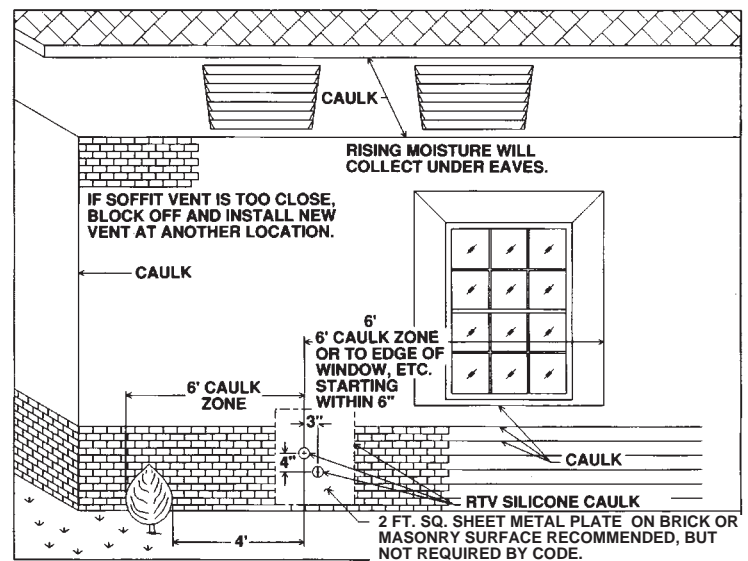 CAULK
RISING MOISTURE WILL
COLLECT UNDER EAVES.
IF SOFFIT VENT IS TOO CLOSE,
BLOCK OFF AND INSTALL NEW
VENT AT ANOTHER LOCATION.
CAULK
6'
6' CAULK ZONE
OR TO EDGE OF
WINDOW, ETC.
STARTING
WITHIN 6"
6' CAULK
ZONE
3"
4"
CAULK
RTV SILICONE CAULK
2 FT. SQ. SHEET METAL PLATE ON BRICK OR
MASONRY SURFACE RECOMMENDED, BUT
NOT REQUIRED BY CODE.
4'